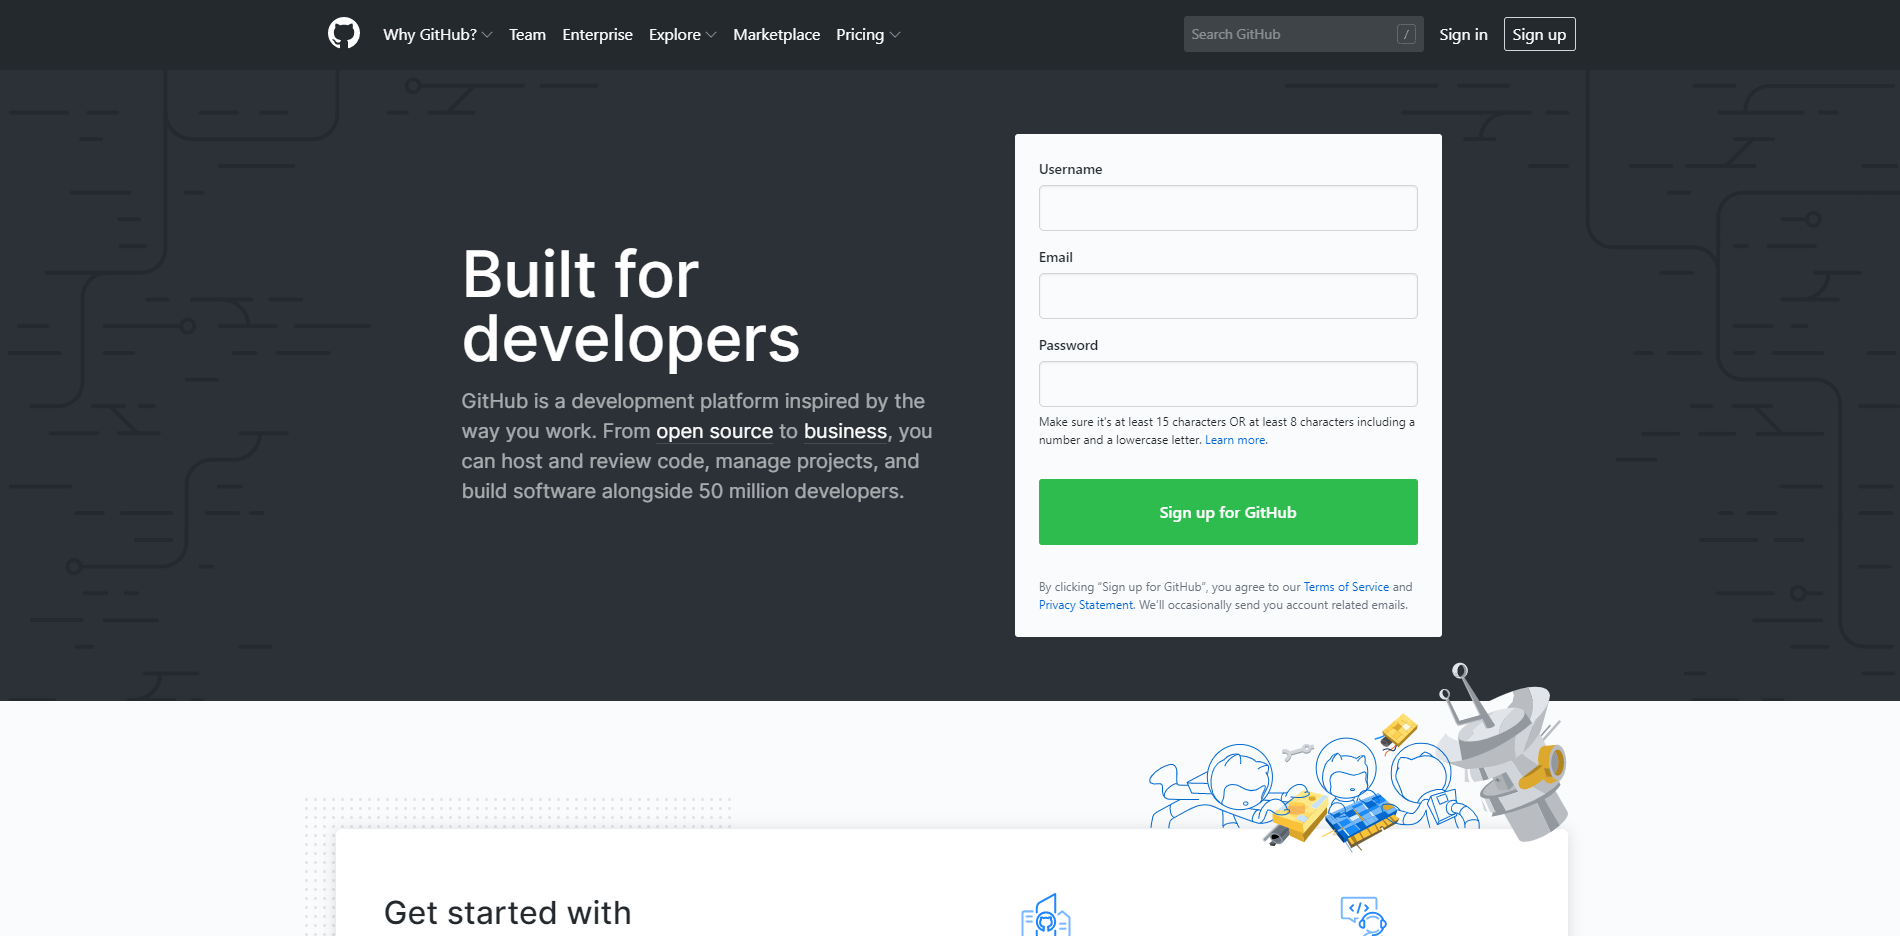 Why GitHub? Team Enterprise Explore Marketplace Pricing Search GitHub / Sign in Sign up
Built for
developers
GitHub is a development platform inspired by the
way you work. From open source to business, you
can host and review code, manage projects, and
build software alongside 50 million developers.
Username
Email
Password
Make sure it's at least 15 characters OR at least 8 characters including a
number and a lowercase letter. Learn more.
Sign up for GitHub
By clicking “Sign up for GitHub”, you agree to our Terms of Service and
Privacy Statement. We’ll occasionally send you account related emails.
Get started with